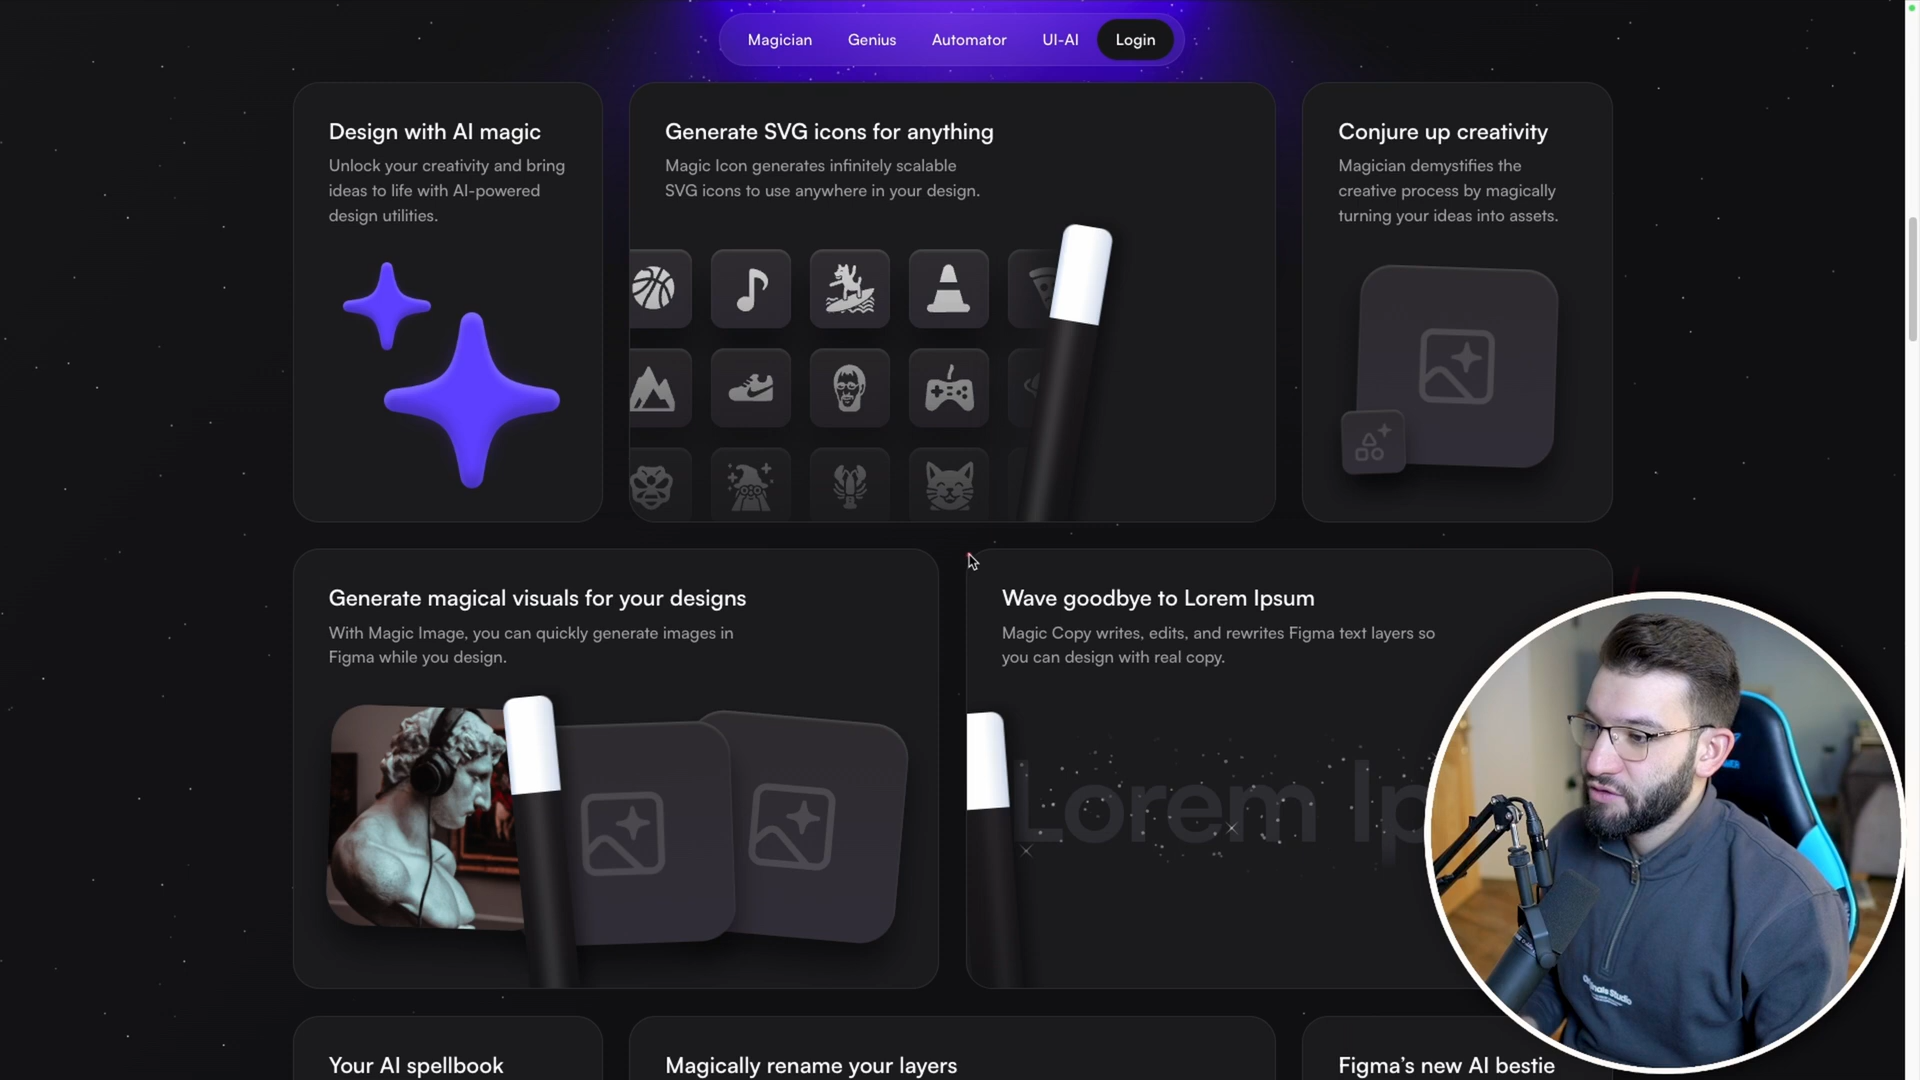 Magician Genius Automator UI-AI Login
Design with AI magic
Unlock your creativity and bring
ideas to life with AI-powered
design utilities.
Generate SVG icons for anything
Magic Icon generates infinitely scalable
SVG icons to use anywhere in your design.
Conjure up creativity
Magician demystifies the
creative process by magically
turning your ideas into assets.
Generate magical visuals for your designs
With Magic Image, you can quickly generate images in
Figma while you design.
Wave goodbye to Lorem Ipsum
Magic Copy writes, edits, and rewrites Figma text layers so
you can design with real copy.
Lorem Ip
Your AI spellbook
Magically rename your layers
Figma’s new AI bestie